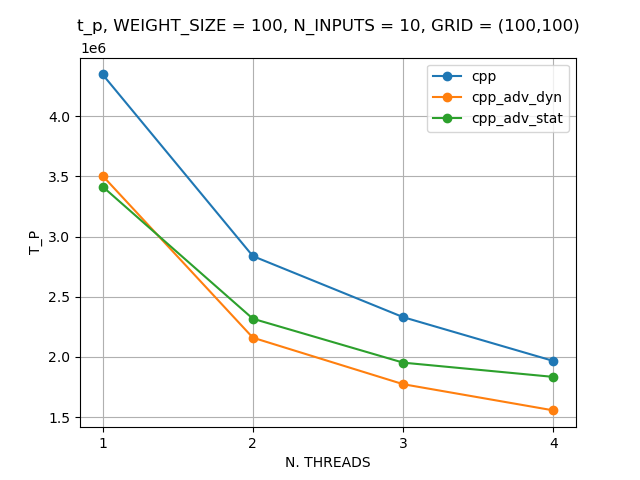 t_p, WEIGHT_SIZE = 100, N_INPUTS = 10, GRID = (100,100)
1e6
cpp
cpp_adv_dyn
cpp_adv_stat
4.0
3.5
3.0
2.5
2.0
1.5
T_P
1 2 3 4
N. THREADS